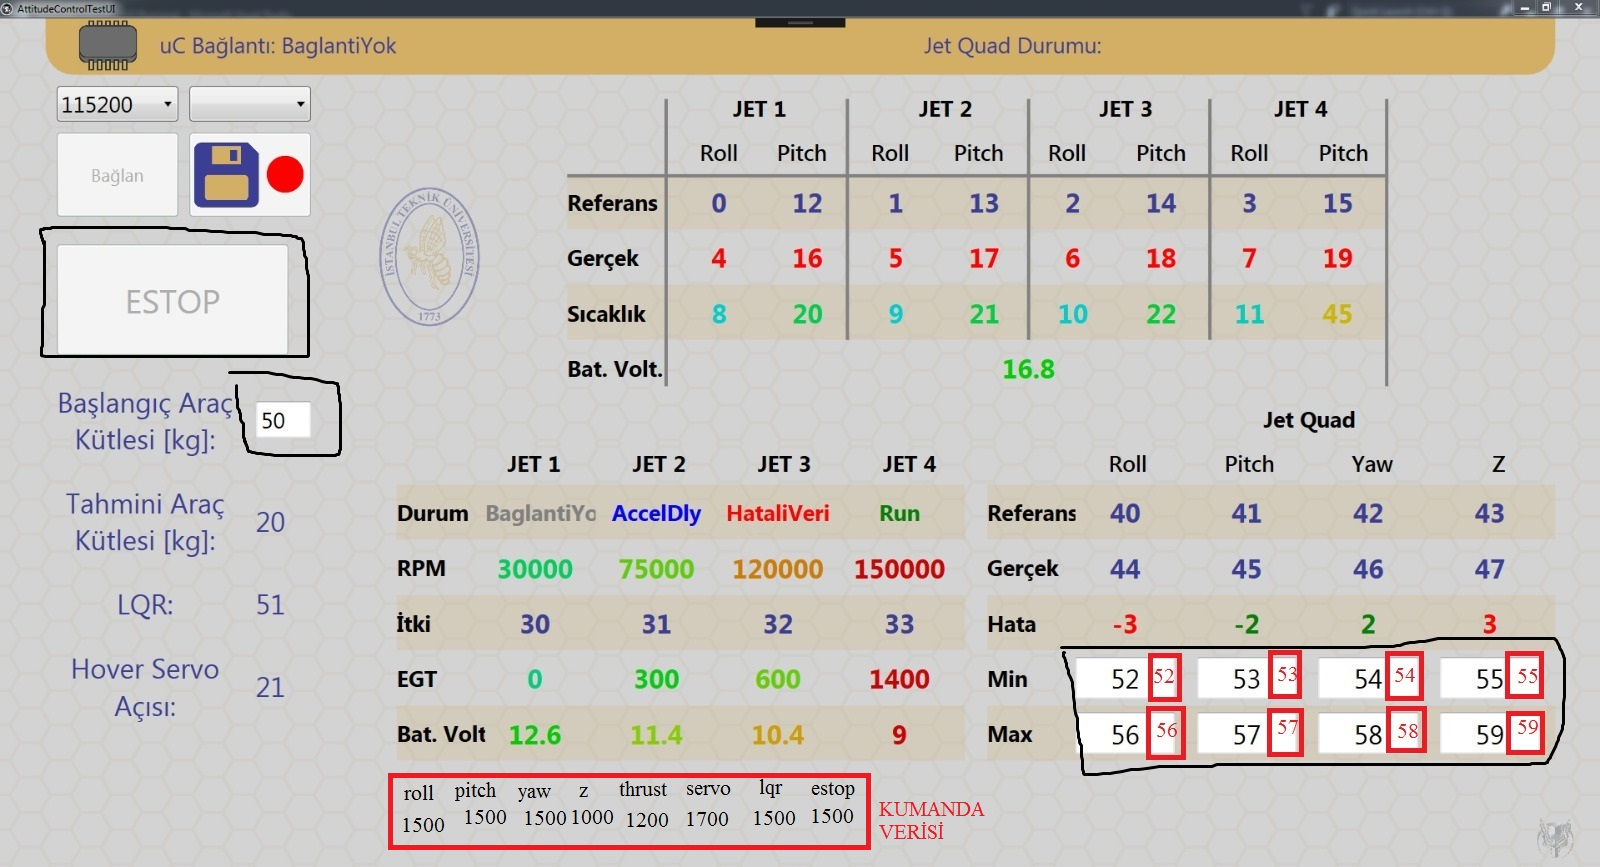 AttitudeControlTestUI
uC Bağlantı: BaglantiYok
Jet Quad Durumu:
115200
Bağlan
ESTOP
Başlangıç Araç
Kütlesi [kg]:
50
Tahmini Araç
Kütlesi [kg]:
20
LQR: 51
Hover Servo
Açısı:
21
İSTANBUL TEKNİK ÜNİVERSİTESİ
1773
JET 1 JET 2 JET 3 JET 4
Roll Pitch Roll Pitch Roll Pitch Roll Pitch
Referans 0 12 1 13 2 14 3 15
Gerçek 4 16 5 17 6 18 7 19
Sıcaklık 8 20 9 21 10 22 11 45
Bat. Volt. 16.8
JET 1 JET 2 JET 3 JET 4
Durum BaglantiYo AccelDly HataliVeri Run
RPM 30000 75000 120000 150000
İtki 30 31 32 33
EGT 0 300 600 1400
Bat. Volt 12.6 11.4 10.4 9
Jet Quad
Roll Pitch Yaw Z
Referans 40 41 42 43
Gerçek 44 45 46 47
Hata -3 -2 2 3
Min 52 52 53 53 54 54 55 55
Max 56 56 57 57 58 58 59 59
roll pitch yaw z thrust servo lqr estop
1500 1500 1500 1000 1200 1700 1500 1500
KUMANDA
VERİSİ